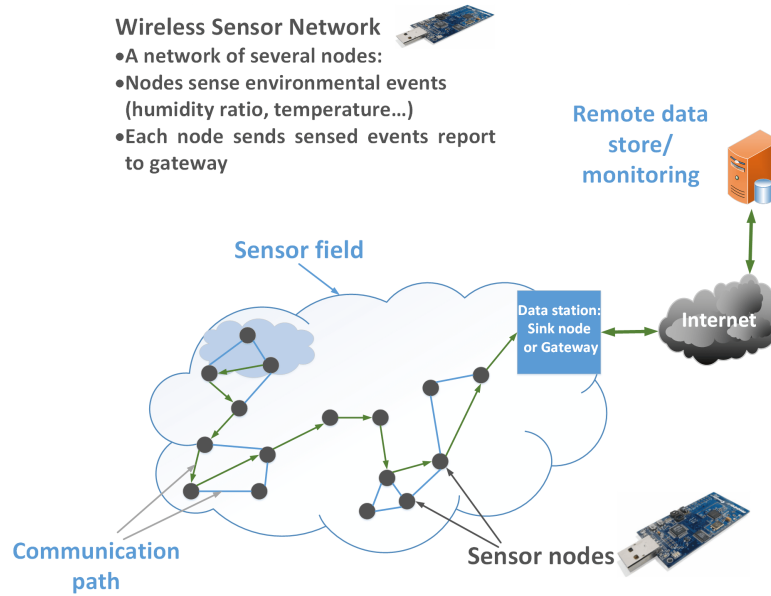 Wireless Sensor Network
•A network of several nodes:
•Nodes sense environmental events
(humidity ratio, temperature…)
•Each node sends sensed events report
to gateway
Remote data
store/
monitoring
Sensor field
Data station:
Sink node
or Gateway
Internet
Communication
path
Sensor nodes